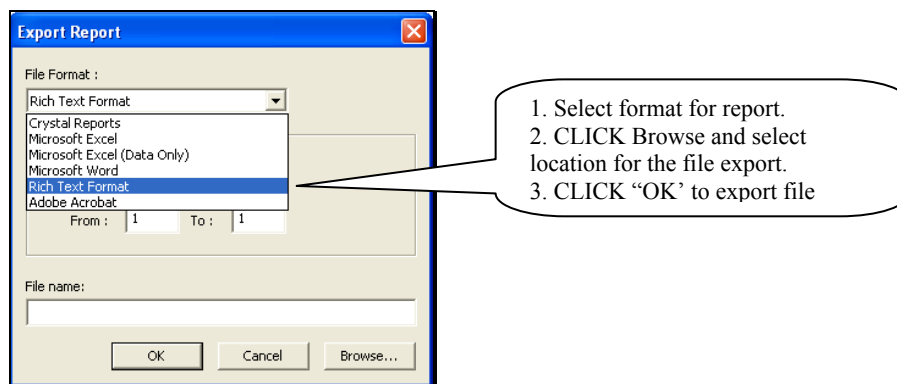 Export Report
File Format :
Rich Text Format
Crystal Reports
Microsoft Excel
Microsoft Excel (Data Only)
Microsoft Word
Rich Text Format
Adobe Acrobat
From : 1 To : 1
File name:
OK Cancel Browse...
1. Select format for report.
2. CLICK Browse and select
location for the file export.
3. CLICK “OK’ to export file